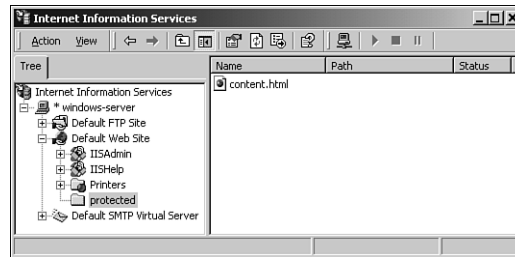 Internet Information Services
Action View
Tree
Name Path Status
Internet Information Services
* windows-server
Default FTP Site
Default Web Site
IISAdmin
IISHelp
Printers
protected
Default SMTP Virtual Server
content.html